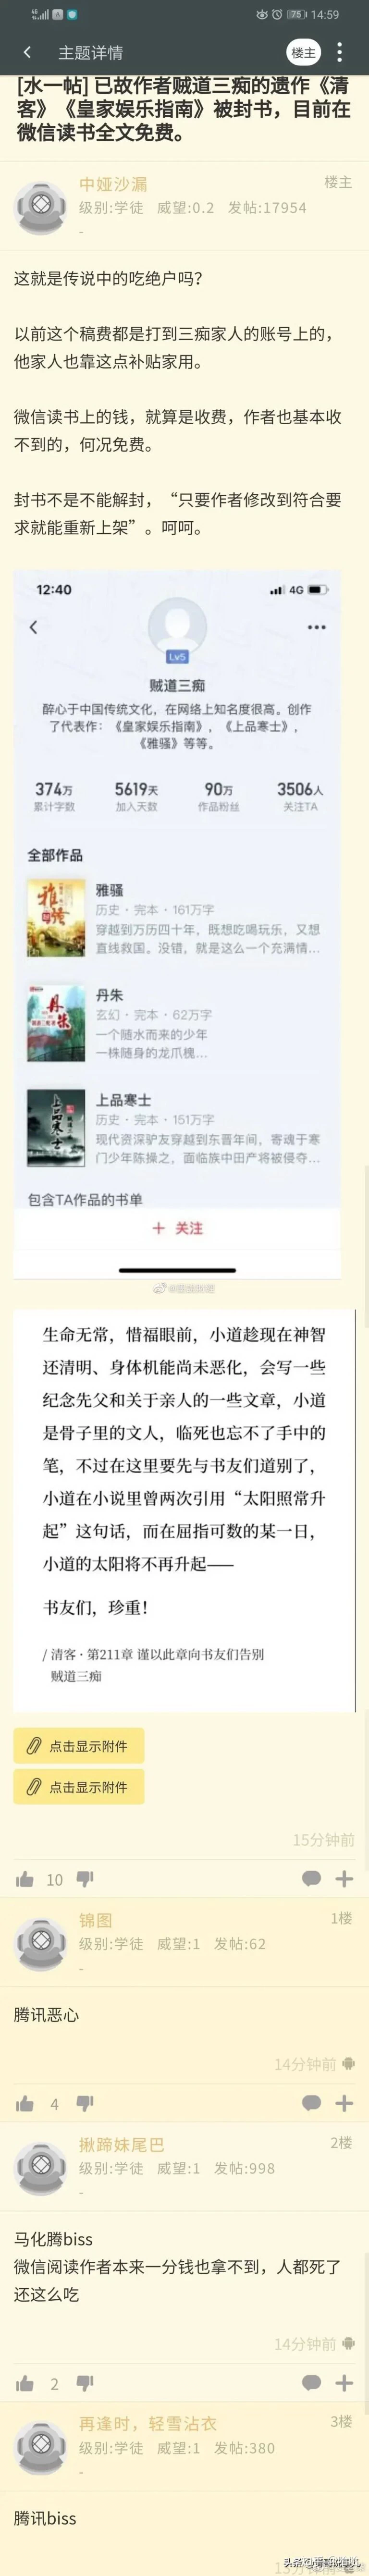 4G 75 14:59
主题详情 楼主
[水一帖] 已故作者贼道三痴的遗作《清
客》《皇家娱乐指南》被封书，目前在
微信读书全文免费。
中娅沙漏 楼主
级别:学徒 威望:0.2 发帖:17954
-
这就是传说中的吃绝户吗？
以前这个稿费都是打到三痴家人的账号上的，
他家人也靠这点补贴家用。
微信读书上的钱，就算是收费，作者也基本收
不到的，何况免费。
封书不是不能解封，“只要作者修改到符合要
求就能重新上架”。呵呵。
12:40 4G
Lv5
贼道三痴
醉心于中国传统文化，在网络上知名度很高。创作
了代表作：《皇家娱乐指南》，《上品寒士》，
《雅骚》等等。
374万 5619天 90万 3506人
累计字数 加入天数 作品粉丝 关注TA
全部作品
雅骚
历史·完本·161万字
穿越到万历四十年，既想吃喝玩乐，又想
直线救国。没错，就是这么一个充满情...
丹朱
玄幻·完本·62万字
一个随水而来的少年
一株随身的龙爪槐...
上品寒士
历史·完本·151万字
现代资深驴友穿越到东晋年间，寄魂于寒
门少年陈操之，面临族中田产将被侵夺...
包含TA作品的书单
+ 关注
生命无常，惜福眼前，小道趁现在神智
还清明、身体机能尚未恶化，会写一些
纪念先父和关于亲人的一些文章，小道
是骨子里的文人，临死也忘不了手中的
笔，不过在这里要先与书友们道别了，
小道在小说里曾两次引用“太阳照常升
起”这句话，而在屈指可数的某一日，
小道的太阳将不再升起——
书友们，珍重！
/ 清客·第211章 谨以此章向书友们告别
贼道三痴
点击显示附件
点击显示附件
15分钟前
10
锦图 1楼
级别:学徒 威望:1 发帖:62
-
腾讯恶心
14分钟前
4
揪蹄妹尾巴 2楼
级别:学徒 威望:1 发帖:998
-
马化腾biss
微信阅读作者本来一分钱也拿不到，人都死了
还这么吃
14分钟前
2
再逢时，轻雪沾衣 3楼
级别:学徒 威望:1 发帖:380
-
腾讯biss
13分钟前